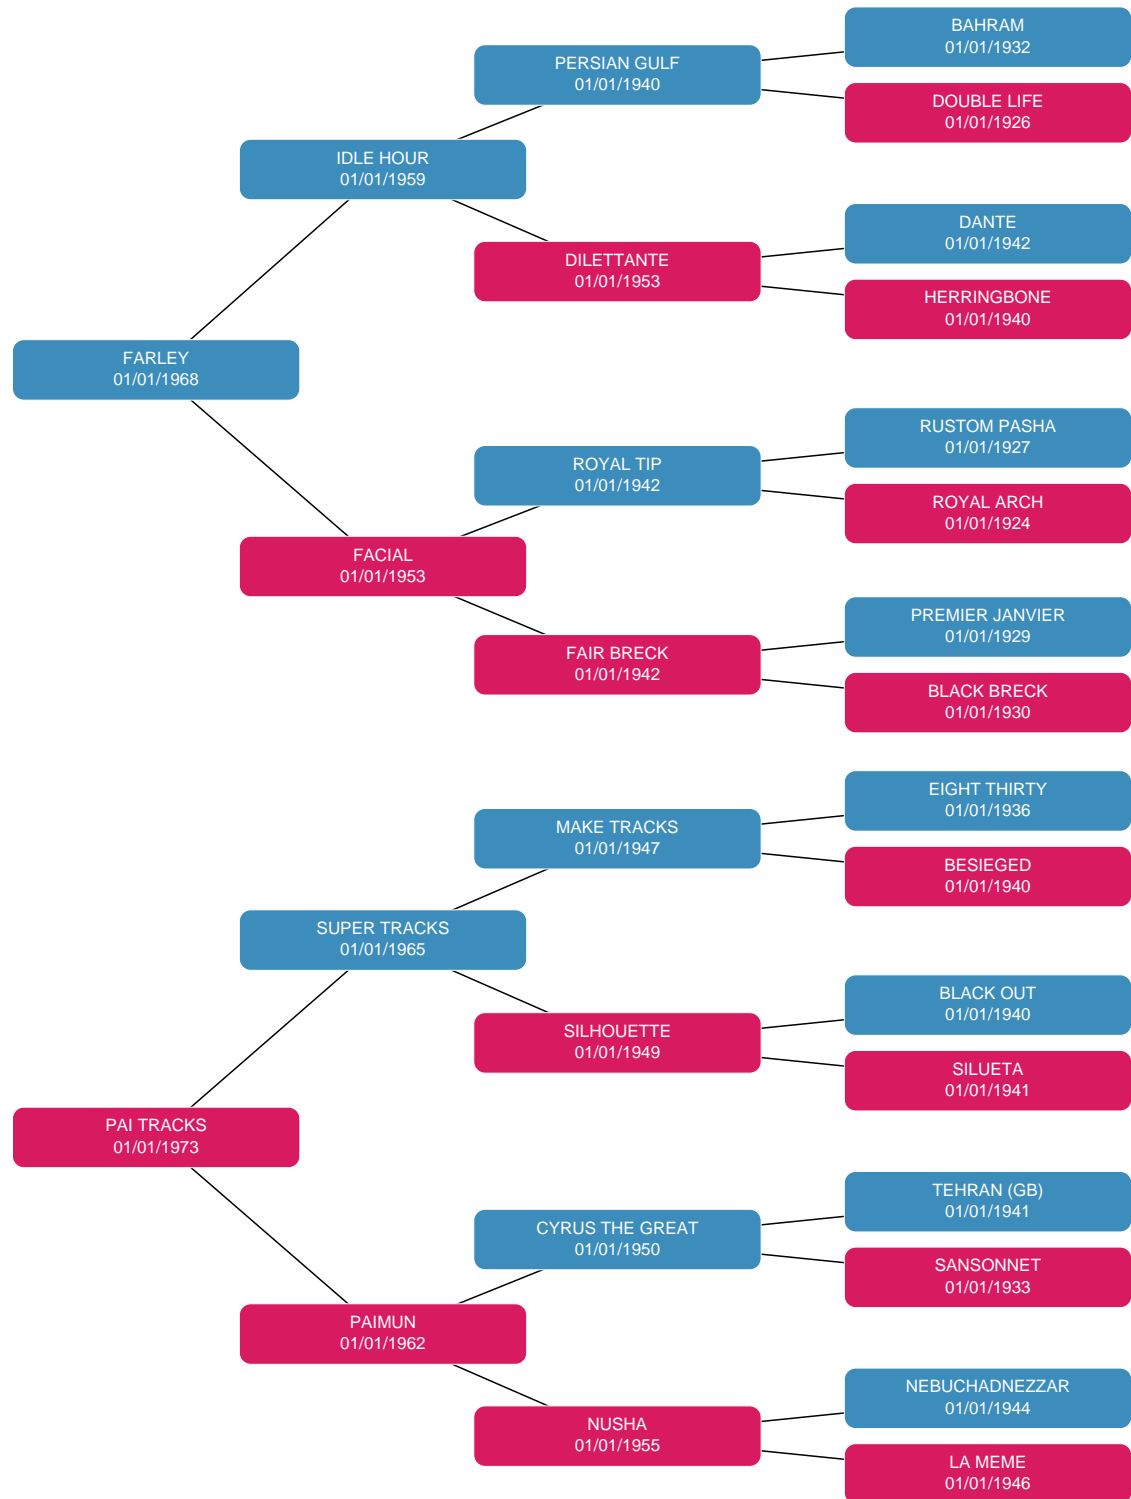 BAHRAM
01/01/1932
PERSIAN GULF
01/01/1940
DOUBLE LIFE
01/01/1926
IDLE HOUR
01/01/1959
DANTE
01/01/1942
DILETTANTE
01/01/1953
HERRINGBONE
01/01/1940
FARLEY
01/01/1968
RUSTOM PASHA
01/01/1927
ROYAL TIP
01/01/1942
ROYAL ARCH
01/01/1924
FACIAL
01/01/1953
PREMIER JANVIER
01/01/1929
FAIR BRECK
01/01/1942
BLACK BRECK
01/01/1930
EIGHT THIRTY
01/01/1936
MAKE TRACKS
01/01/1947
BESIEGED
01/01/1940
SUPER TRACKS
01/01/1965
BLACK OUT
01/01/1940
SILHOUETTE
01/01/1949
SILUETA
01/01/1941
PAI TRACKS
01/01/1973
TEHRAN (GB)
01/01/1941
CYRUS THE GREAT
01/01/1950
SANSONNET
01/01/1933
PAIMUN
01/01/1962
NEBUCHADNEZZAR
01/01/1944
NUSHA
01/01/1955
LA MEME
01/01/1946